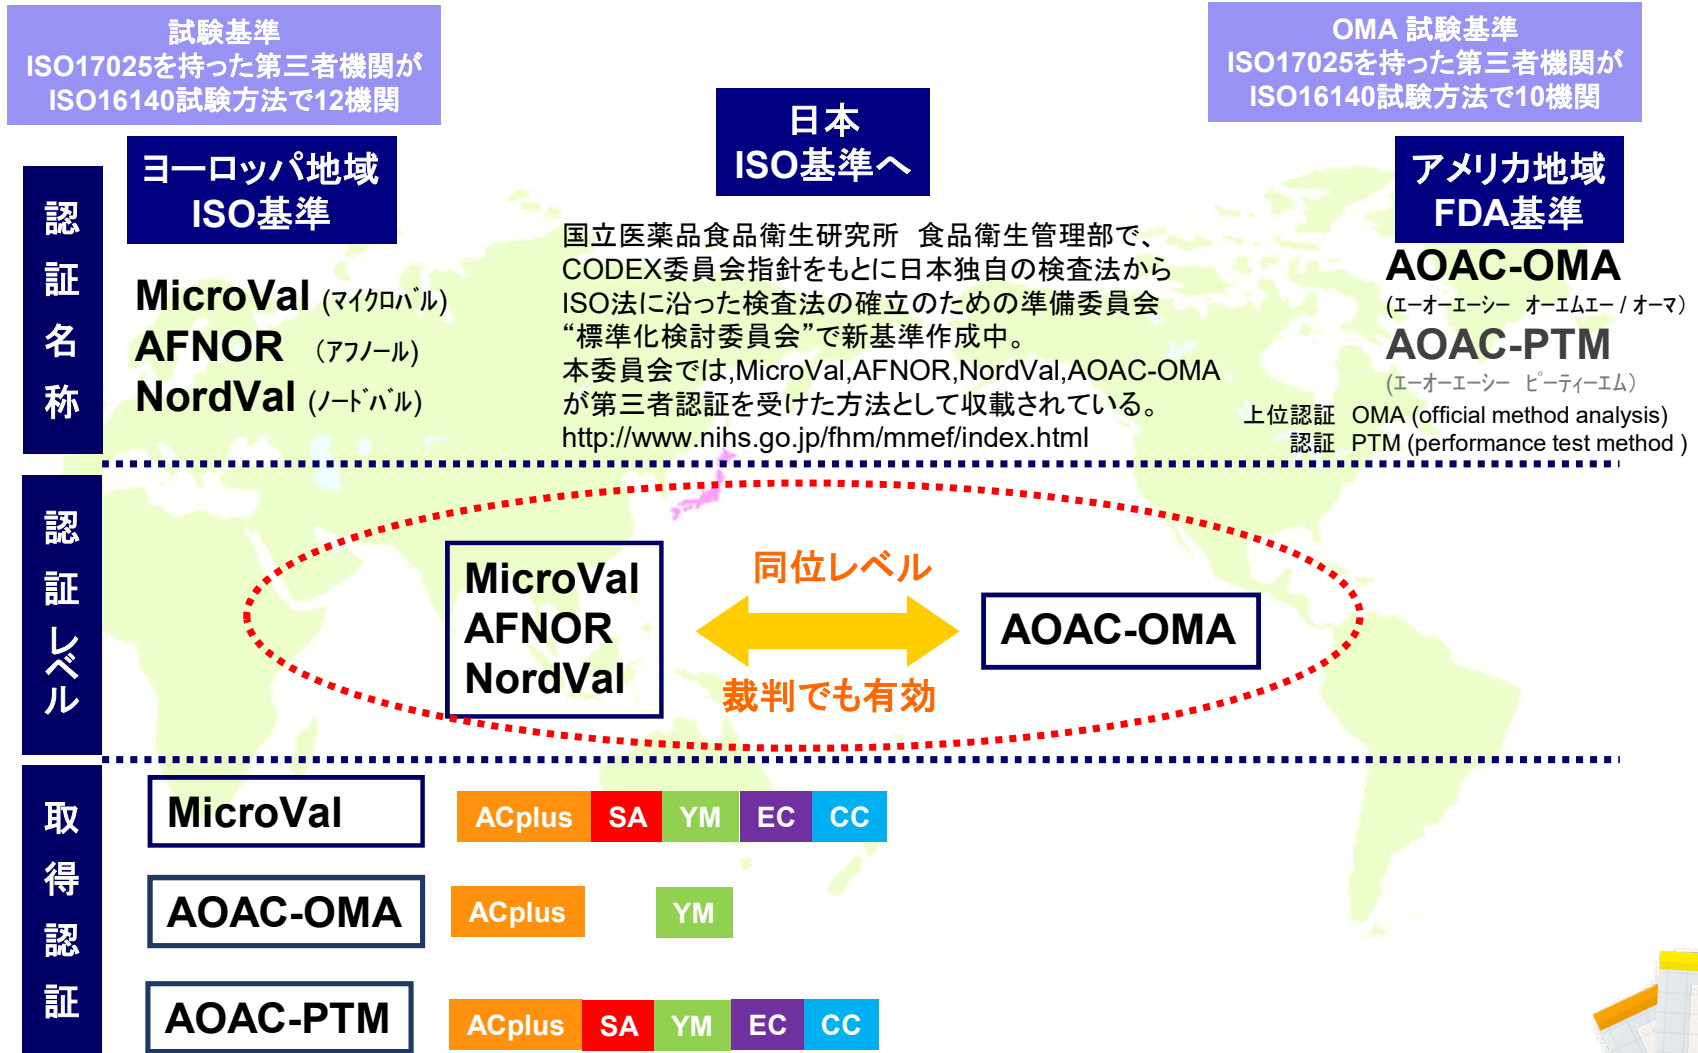 試験基準
ISO17025を持った第三者機関が
ISO16140試験方法で12機関
OMA 試験基準
ISO17025を持った第三者機関が
ISO16140試験方法で10機関
認証名称
ヨーロッパ地域
ISO基準
MicroVal (マイクロバル)
AFNOR (アフノール)
NordVal (ノードバル)
日本
ISO基準へ
国立医薬品食品衛生研究所 食品衛生管理部で、
CODEX委員会指針をもとに日本独自の検査法から
ISO法に沿った検査法の確立のための準備委員会
“標準化検討委員会”で新基準作成中。
本委員会では,MicroVal,AFNOR,NordVal,AOAC-OMA
が第三者認証を受けた方法として収載されている。
http://www.nihs.go.jp/fhm/mmef/index.html
アメリカ地域
FDA基準
AOAC-OMA
(エーオーエーシー オーエムエー / オーマ)
AOAC-PTM
(エーオーエーシー ピーティーエム)
上位認証 OMA (official method analysis)
認証 PTM (performance test method )
認証レベル
MicroVal
AFNOR
NordVal
同位レベル
裁判でも有効
AOAC-OMA
取得認証
MicroVal
ACplus SA YM EC CC
AOAC-OMA
ACplus YM
AOAC-PTM
ACplus SA YM EC CC